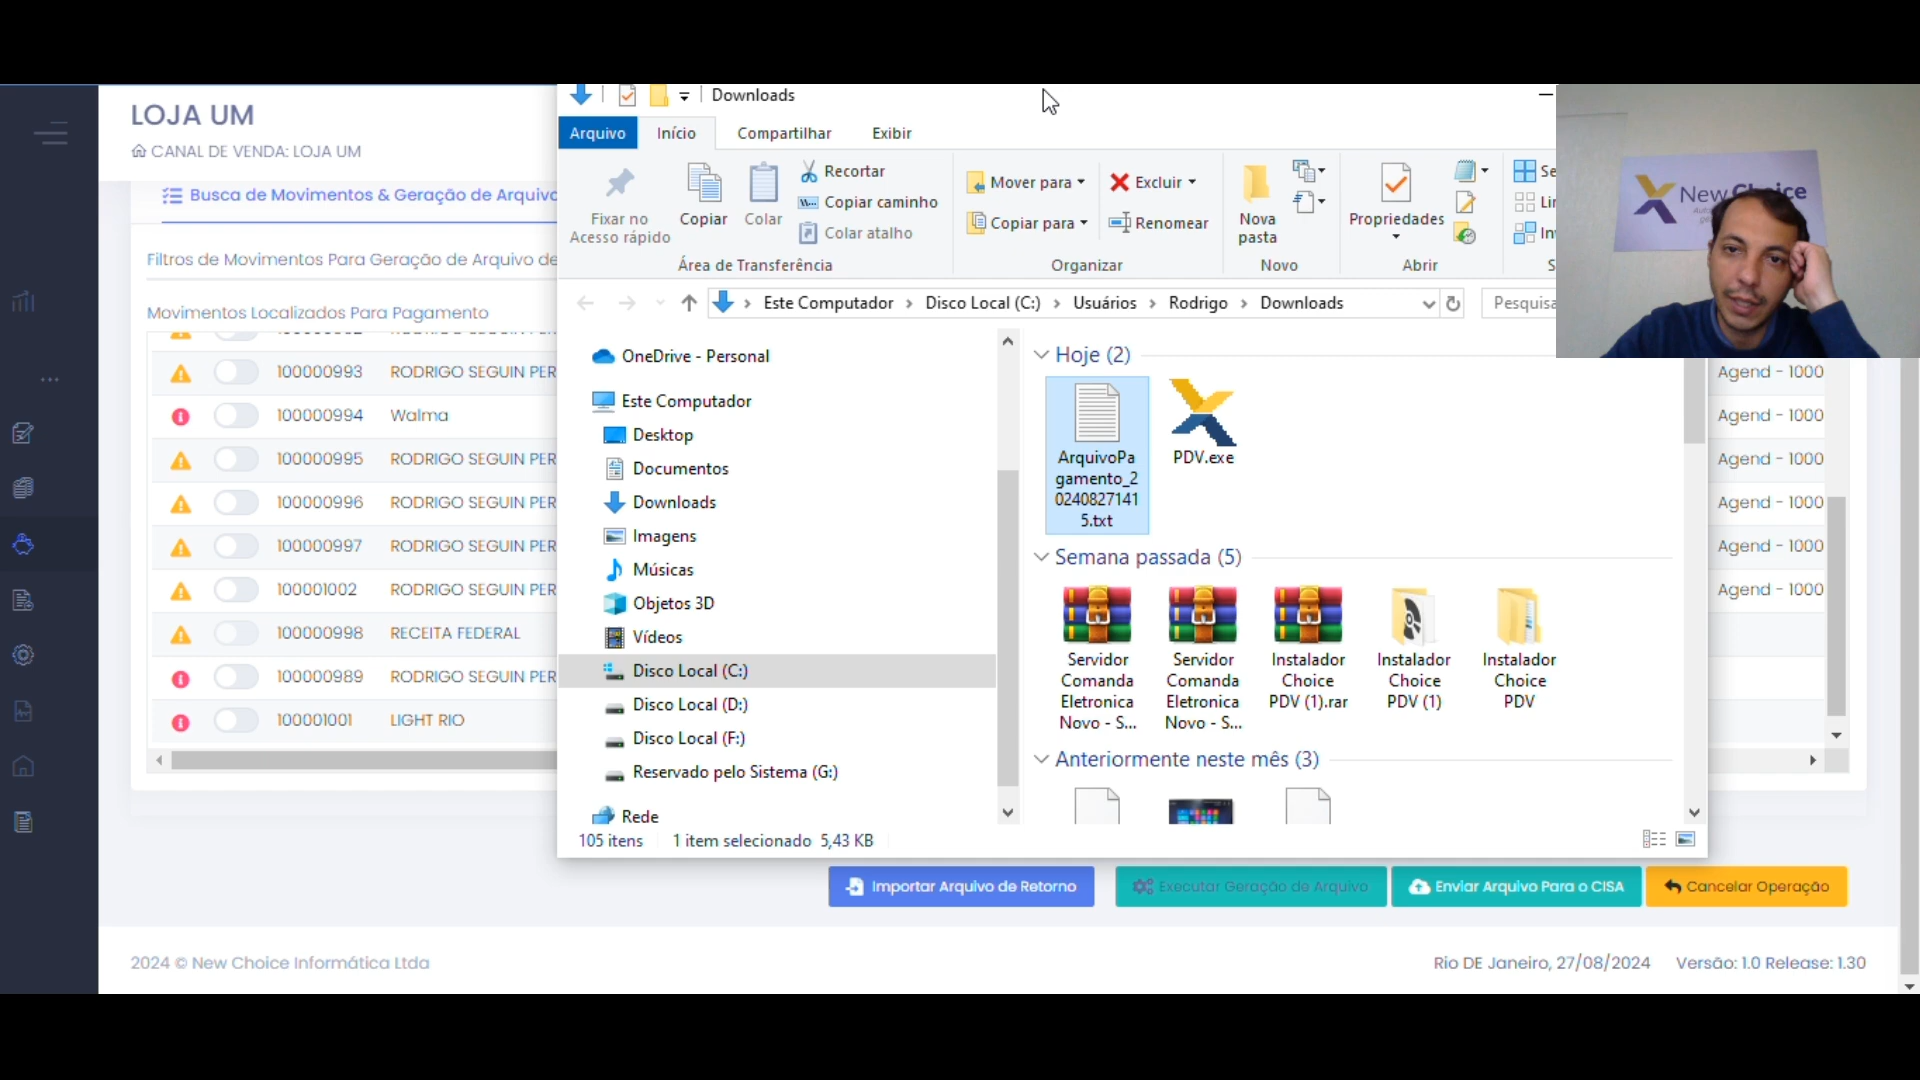 LOJA UM
CANAL DE VENDA: LOJA UM
Busca de Movimentos & Geração de Arquivo
Filtros de Movimentos Para Geração de Arquivo de
Movimentos Localizados Para Pagamento
100000993 RODRIGO SEGUIN PER
100000994 Walma
100000995 RODRIGO SEGUIN PER
100000996 RODRIGO SEGUIN PER
100000997 RODRIGO SEGUIN PER
100001002 RODRIGO SEGUIN PER
100000998 RECEITA FEDERAL
100000989 RODRIGO SEGUIN PER
100001001 LIGHT RIO
Downloads
Arquivo Início Compartilhar Exibir
Fixar no
Acesso rápido
Copiar
Colar
Recortar
Copiar caminho
Colar atalho
Área de Transferência
Mover para
Copiar para
Excluir
Renomear
Organizar
Nova
pasta
Novo
Propriedades
Abrir
Se
Este Computador > Disco Local (C:) > Usuários > Rodrigo > Downloads
Pesquisa
OneDrive - Personal
Este Computador
Desktop
Documentos
Downloads
Imagens
Músicas
Objetos 3D
Vídeos
Disco Local (C:)
Disco Local (D:)
Disco Local (F:)
Reservado pelo Sistema (G:)
Rede
Hoje (2)
ArquivoPa
gamento_2
0240827141
5.txt
PDV.exe
Semana passada (5)
Servidor
Comanda
Eletronica
Novo - S...
Servidor
Comanda
Eletronica
Novo - S...
Instalador
Choice
PDV (1).rar
Instalador
Choice
PDV (1)
Instalador
Choice
PDV
Anteriormente neste mês (3)
105 itens 1 item selecionado 5,43 KB
New Choice
Agend - 1000
Agend - 1000
Agend - 1000
Agend - 1000
Agend - 1000
Agend - 1000
Importar Arquivo de Retorno
Executar Geração de Arquivo
Enviar Arquivo Para o CISA
Cancelar Operação
2024 © New Choice Informática Ltda
Rio DE Janeiro, 27/08/2024 Versão: 1.0 Release: 1.30